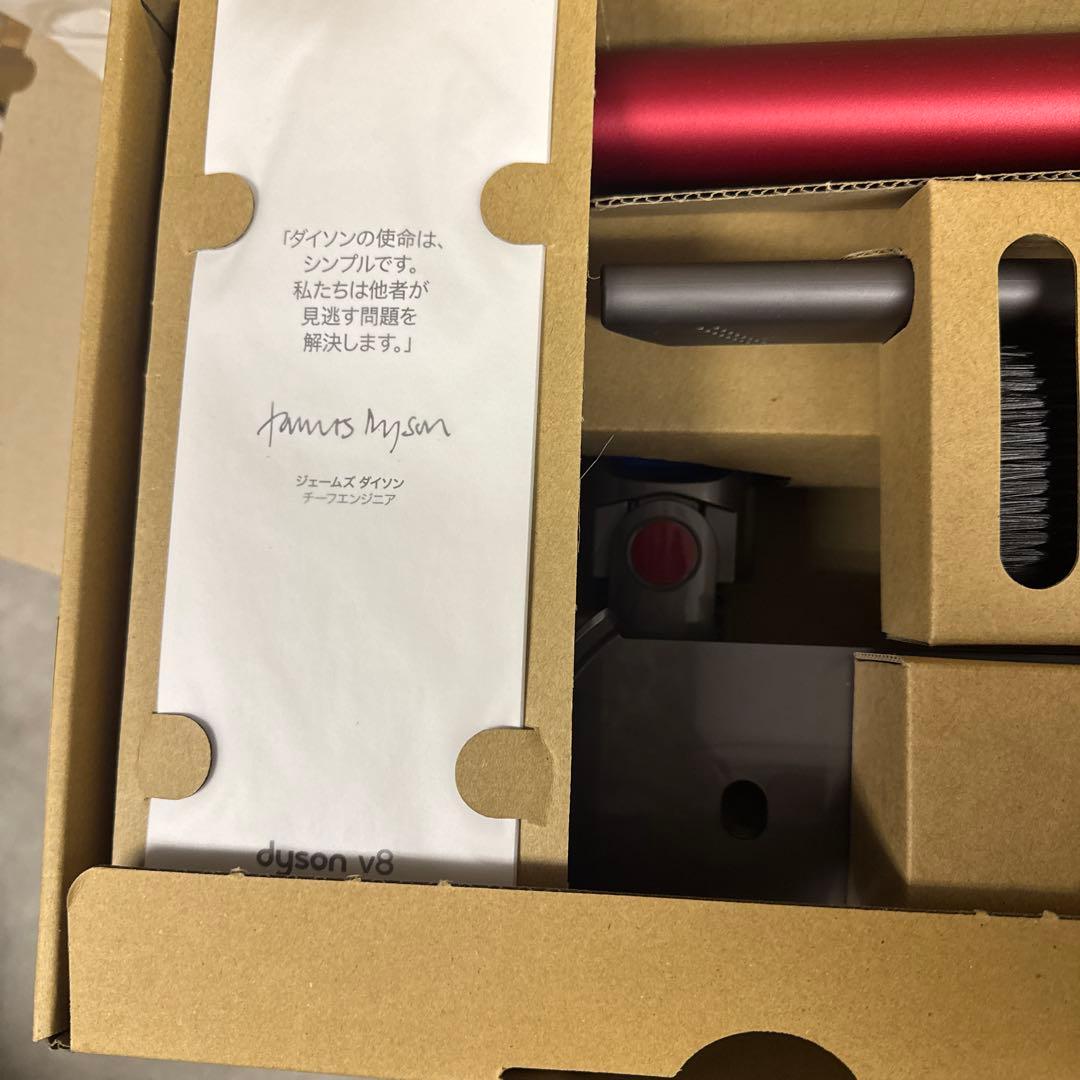 「ダイソンの使命は、
シンプルです。
私たちは他者が
見逃す問題を
解決します。」
James Dyson
ジェームズ ダイソン
チーフエンジニア
dyson v8